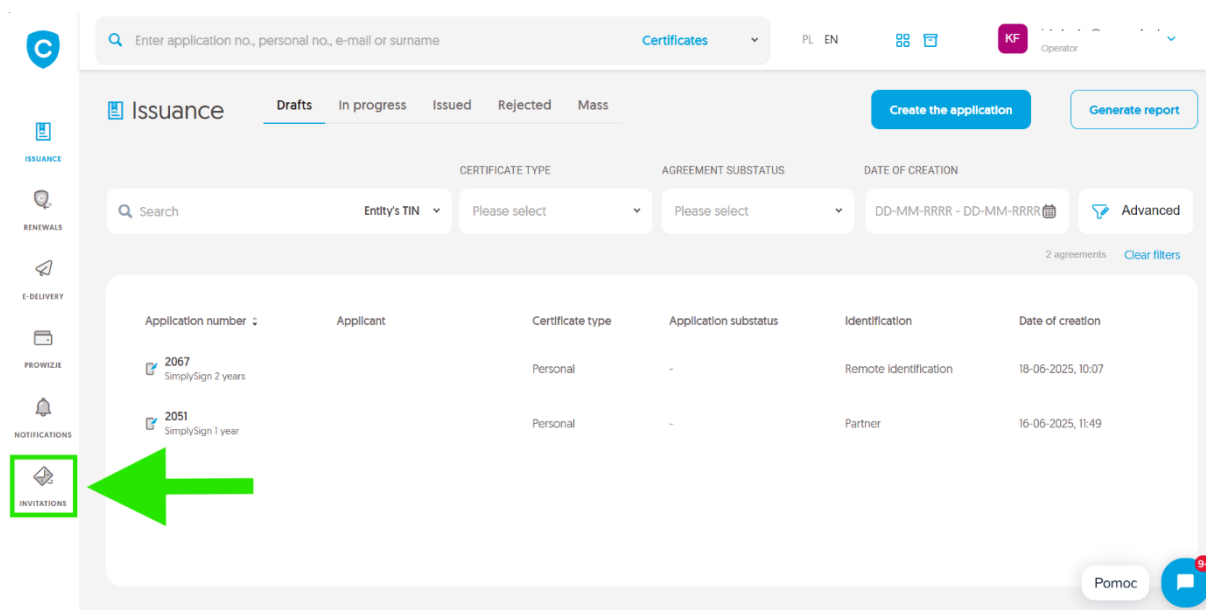 C
Enter application no., personal no., e-mail or surname
Certificates
PL EN
KF
Operator
Issuance
Drafts In progress Issued Rejected Mass
Create the application
Generate report
ISSUANCE
RENEWALS
E-DELIVERY
PROWIZJE
NOTIFICATIONS
INVITATIONS
CERTIFICATE TYPE AGREEMENT SUBSTATUS DATE OF CREATION
Search Entity's TIN Please select Please select DD-MM-RRRR - DD-MM-RRRR Advanced
2 agreements Clear filters
Application number Applicant Certificate type Application substatus Identification Date of creation
2067
SimplySign 2 years
Personal - Remote identification 18-06-2025, 10:07
2051
SimplySign 1 year
Personal - Partner 16-06-2025, 11:49
Pomoc